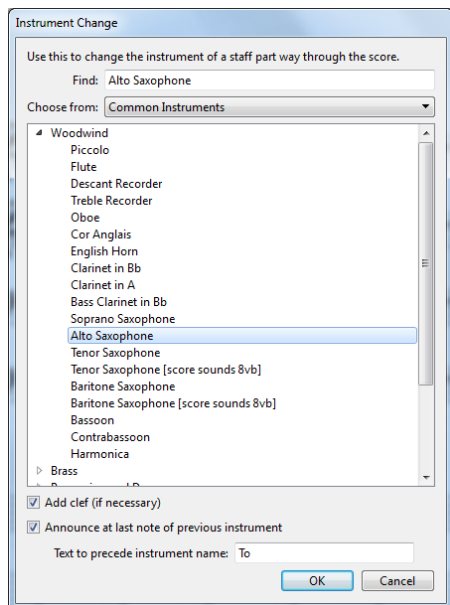 Instrument Change
Use this to change the instrument of a staff part way through the score.
Find: Alto Saxophone
Choose from: Common Instruments
Woodwind
Piccolo
Flute
Descant Recorder
Treble Recorder
Oboe
Cor Anglais
English Horn
Clarinet in Bb
Clarinet in A
Bass Clarinet in Bb
Soprano Saxophone
Alto Saxophone
Tenor Saxophone
Tenor Saxophone [score sounds 8vb]
Baritone Saxophone
Baritone Saxophone [score sounds 8vb]
Bassoon
Contrabassoon
Harmonica
Brass
Add clef (if necessary)
Announce at last note of previous instrument
Text to precede instrument name: To
OK Cancel